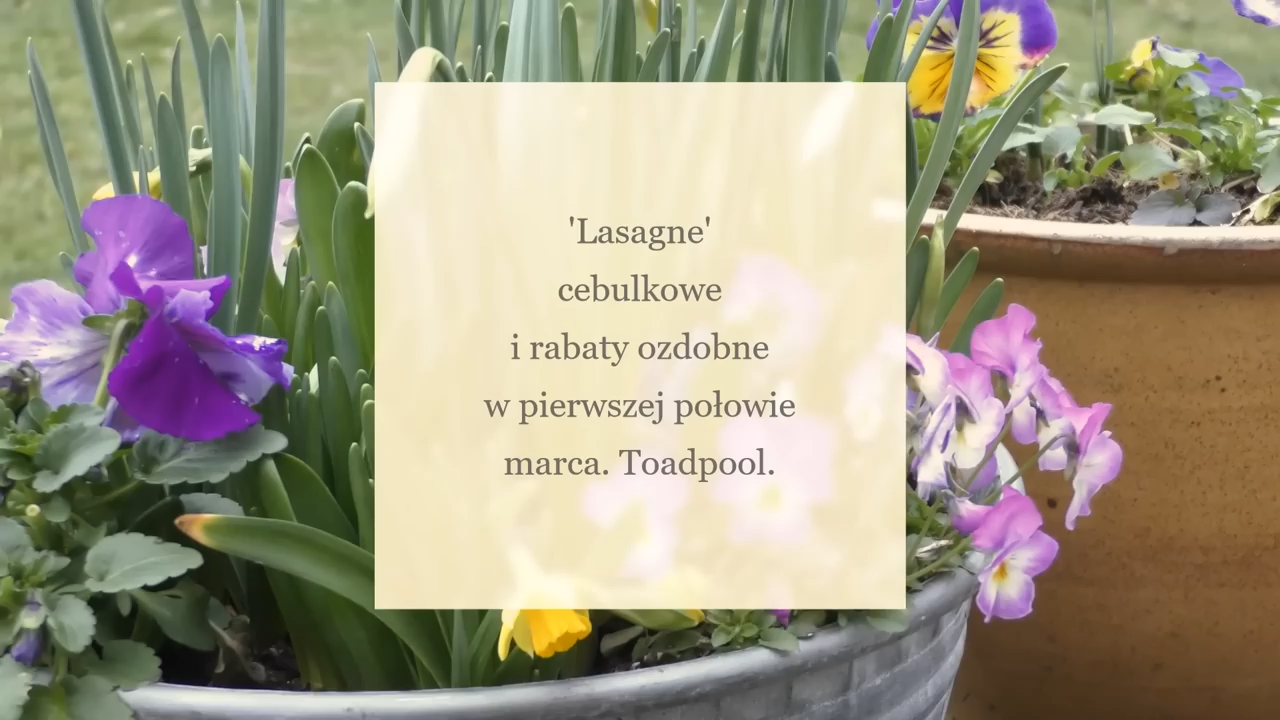 'Lasagne'
cebulkowe
i rabaty ozdobne
w pierwszej połowie
marca. Toadpool.